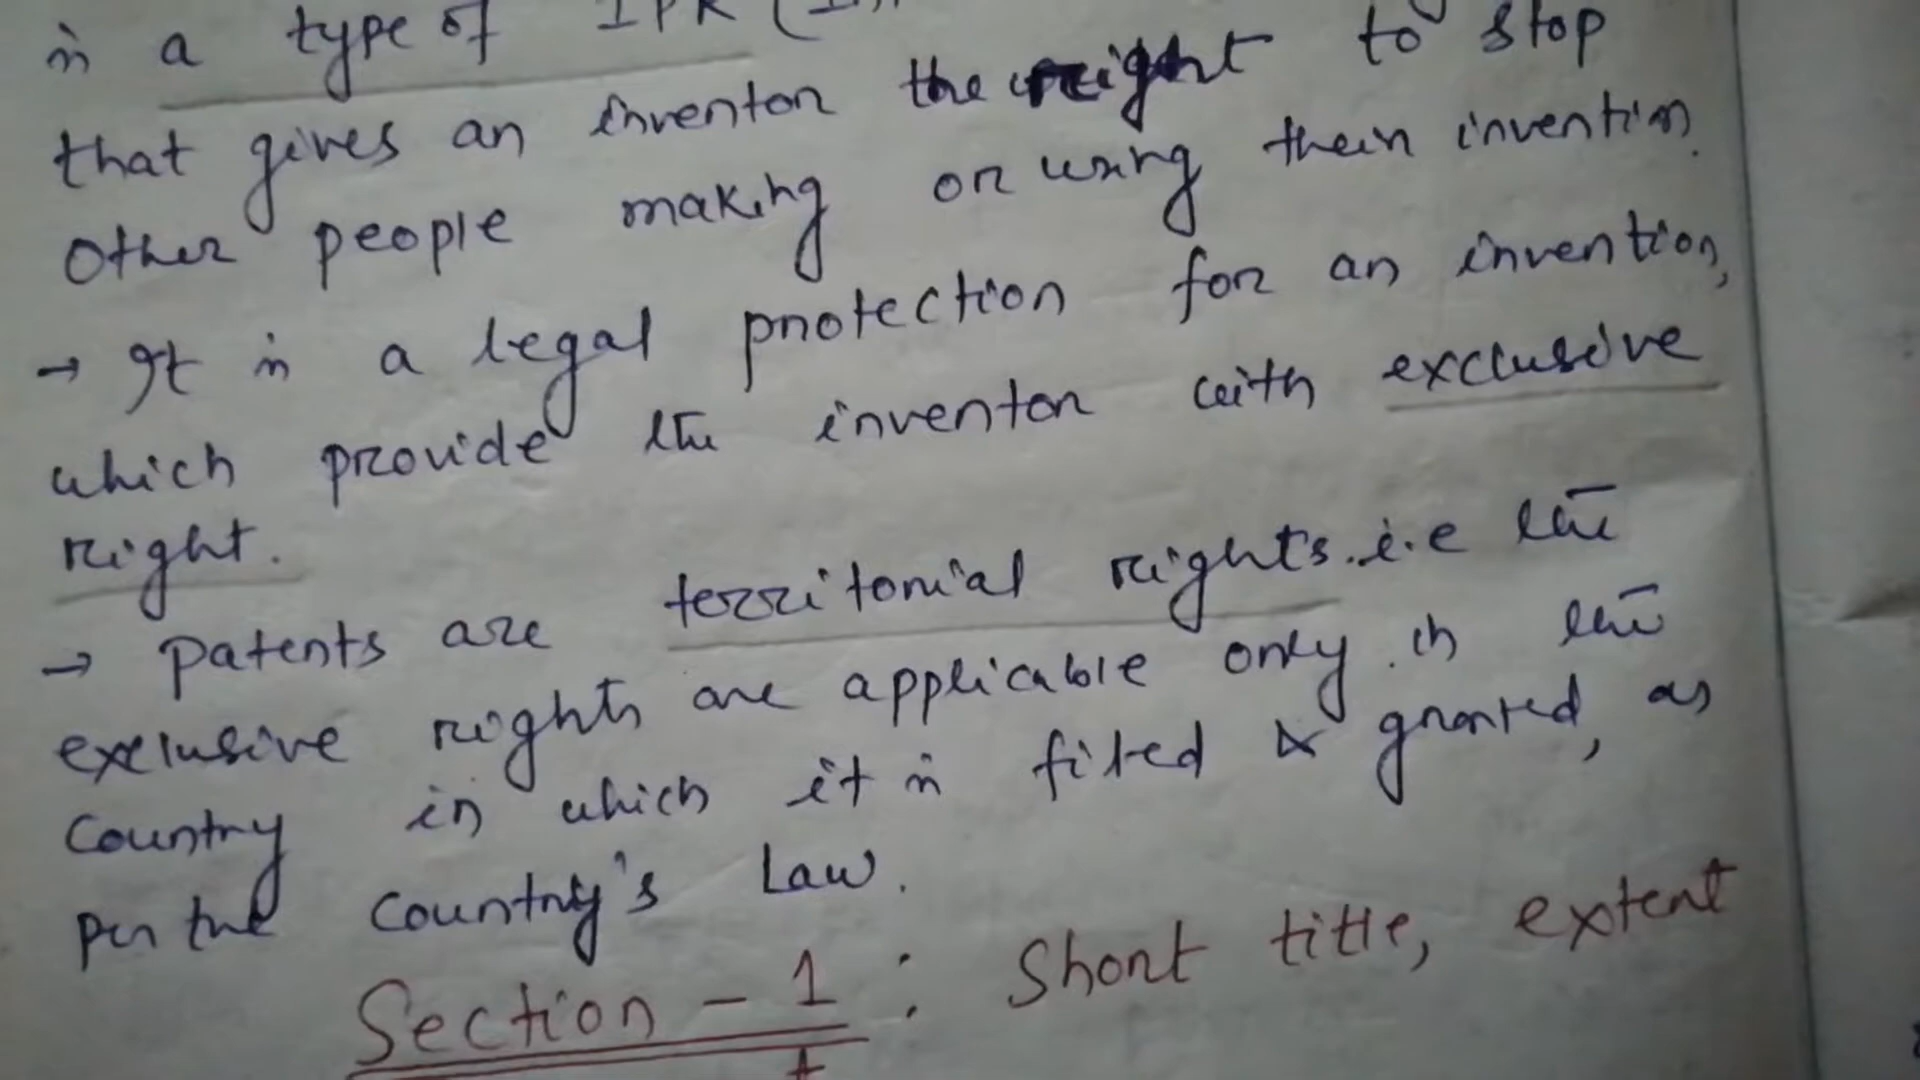 is a type of IPR (
that gives an inventor the right to stop
other people making or using their invention.
→ It is a legal protection for an invention,
which provide the inventor with exclusive
right.
→ Patents are territorial rights. i.e the
exclusive rights are applicable only in the
country in which it is filed & granted, as
per the country's Law.
Section - 1 : Short title, extent